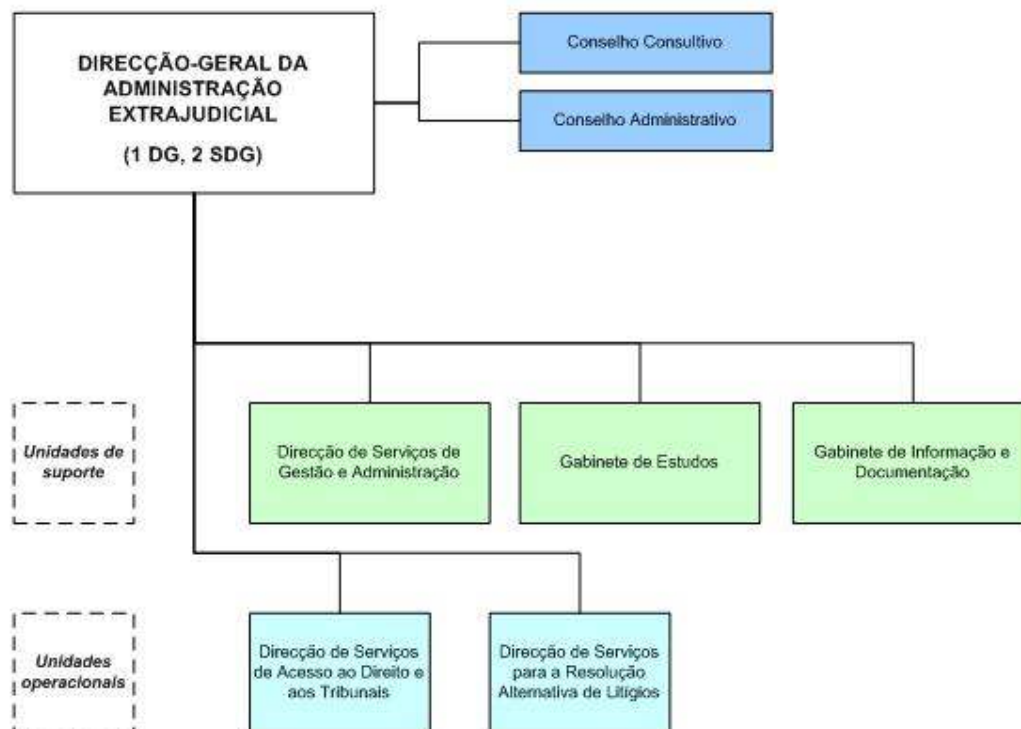 DIRECÇÃO-GERAL DA
ADMINISTRAÇÃO
EXTRAJUDICIAL
(1 DG, 2 SDG)
Conselho Consultivo
Conselho Administrativo
Unidades de
suporte
Direcção de Serviços de
Gestão e Administração
Gabinete de Estudos
Gabinete de Informação e
Documentação
Unidades
operacionais
Direcção de Serviços
de Acesso ao Direito e
aos Tribunais
Direcção de Serviços
para a Resolução
Alternativa de Litígios